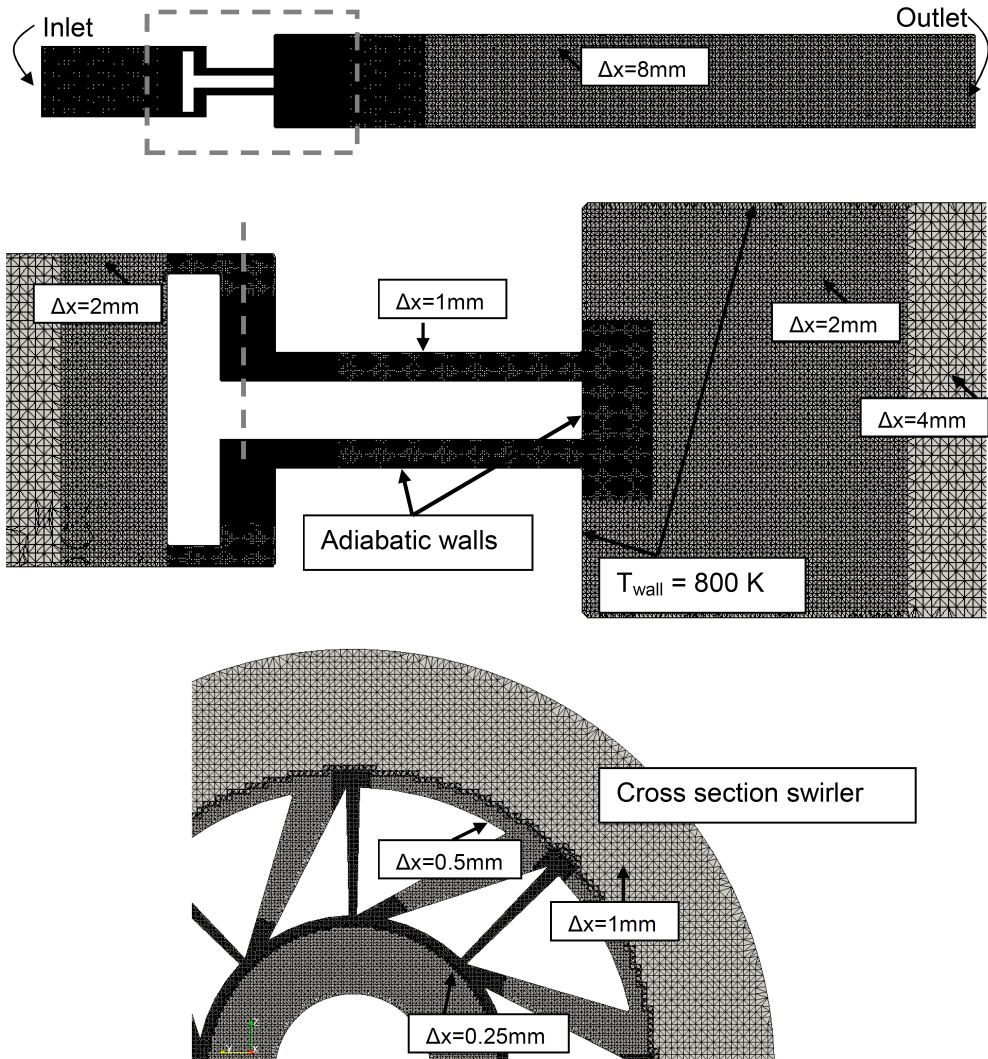 Inlet
Outlet
Δx=8mm
Δx=2mm
Δx=1mm
Δx=2mm
Δx=4mm
Adiabatic walls
Twall = 800 K
Cross section swirler
Δx=0.5mm
Δx=1mm
Δx=0.25mm